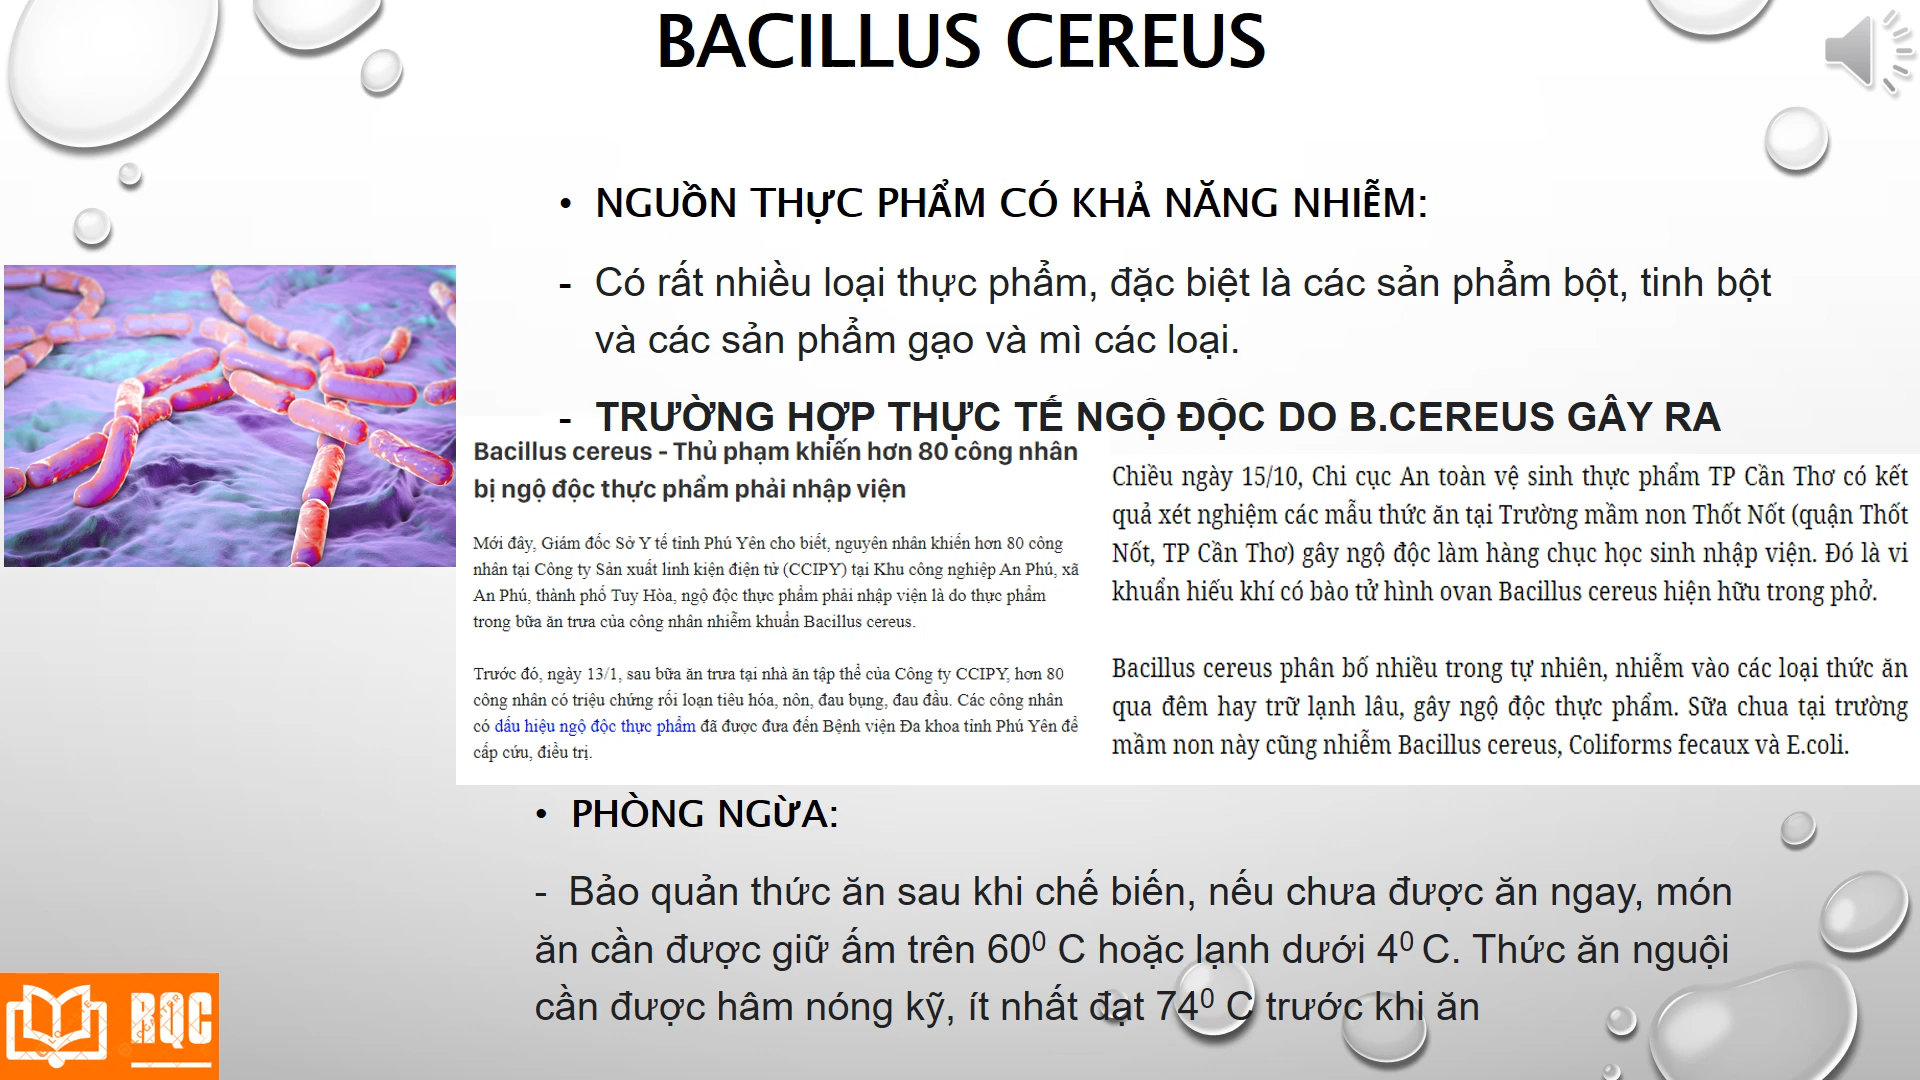 BACILLUS CEREUS
• NGUỒN THỰC PHẨM CÓ KHẢ NĂNG NHIỄM:
- Có rất nhiều loại thực phẩm, đặc biệt là các sản phẩm bột, tinh bột
và các sản phẩm gạo và mì các loại.
- TRƯỜNG HỢP THỰC TẾ NGỘ ĐỘC DO B.CEREUS GÂY RA
Bacillus cereus - Thủ phạm khiến hơn 80 công nhân
bị ngộ độc thực phẩm phải nhập viện
Mới đây, Giám đốc Sở Y tế tỉnh Phú Yên cho biết, nguyên nhân khiến hơn 80 công
nhân tại Công ty Sản xuất linh kiện điện tử (CCIPY) tại Khu công nghiệp An Phú, xã
An Phú, thành phố Tuy Hòa, ngộ độc thực phẩm phải nhập viện là do thực phẩm
trong bữa ăn trưa của công nhân nhiễm khuẩn Bacillus cereus.
Trước đó, ngày 13/1, sau bữa ăn trưa tại nhà ăn tập thể của Công ty CCIPY, hơn 80
công nhân có triệu chứng rối loạn tiêu hóa, nôn, đau bụng, đau đầu. Các công nhân
có dấu hiệu ngộ độc thực phẩm đã được đưa đến Bệnh viện Đa khoa tỉnh Phú Yên để
cấp cứu, điều trị.
Chiều ngày 15/10, Chi cục An toàn vệ sinh thực phẩm TP Cần Thơ có kết
quả xét nghiệm các mẫu thức ăn tại Trường mầm non Thốt Nốt (quận Thốt
Nốt, TP Cần Thơ) gây ngộ độc làm hàng chục học sinh nhập viện. Đó là vi
khuẩn hiếu khí có bào tử hình ovan Bacillus cereus hiện hữu trong phở.
Bacillus cereus phân bố nhiều trong tự nhiên, nhiễm vào các loại thức ăn
qua đêm hay trữ lạnh lâu, gây ngộ độc thực phẩm. Sữa chua tại trường
mầm non này cũng nhiễm Bacillus cereus, Coliforms fecaux và E.coli.
• PHÒNG NGỪA:
- Bảo quản thức ăn sau khi chế biến, nếu chưa được ăn ngay, món
ăn cần được giữ ấm trên 60⁰ C hoặc lạnh dưới 4⁰ C. Thức ăn nguội
cần được hâm nóng kỹ, ít nhất đạt 74⁰ C trước khi ăn